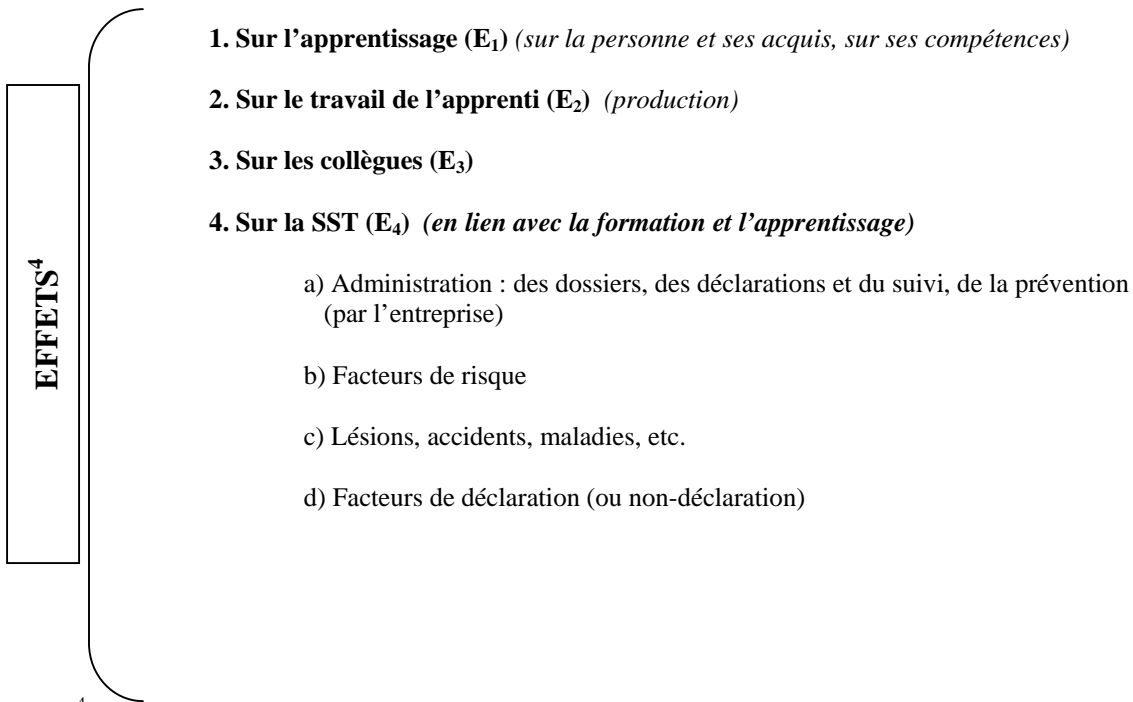 EFFETS⁴
1. Sur l’apprentissage (E₁) (sur la personne et ses acquis, sur ses compétences)
2. Sur le travail de l’apprenti (E₂) (production)
3. Sur les collègues (E₃)
4. Sur la SST (E₄) (en lien avec la formation et l’apprentissage)
a) Administration : des dossiers, des déclarations et du suivi, de la prévention
(par l’entreprise)
b) Facteurs de risque
c) Lésions, accidents, maladies, etc.
d) Facteurs de déclaration (ou non-déclaration)
4